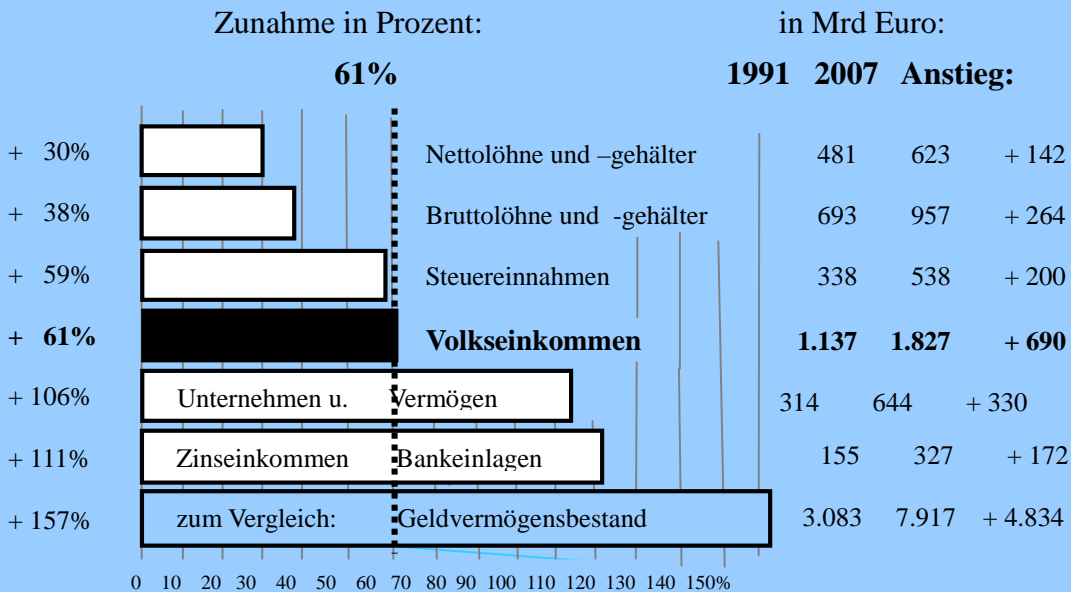 Zunahme in Prozent: in Mrd Euro:
61% 1991 2007 Anstieg:
+ 30% Nettolöhne und –gehälter 481 623 + 142
+ 38% Bruttolöhne und -gehälter 693 957 + 264
+ 59% Steuereinnahmen 338 538 + 200
+ 61% Volkseinkommen 1.137 1.827 + 690
+ 106% Unternehmen u. Vermögen 314 644 + 330
+ 111% Zinseinkommen Bankeinlagen 155 327 + 172
+ 157% zum Vergleich: Geldvermögensbestand 3.083 7.917 + 4.834
0 10 20 30 40 50 60 70 80 90 100 110 120 130 140 150%